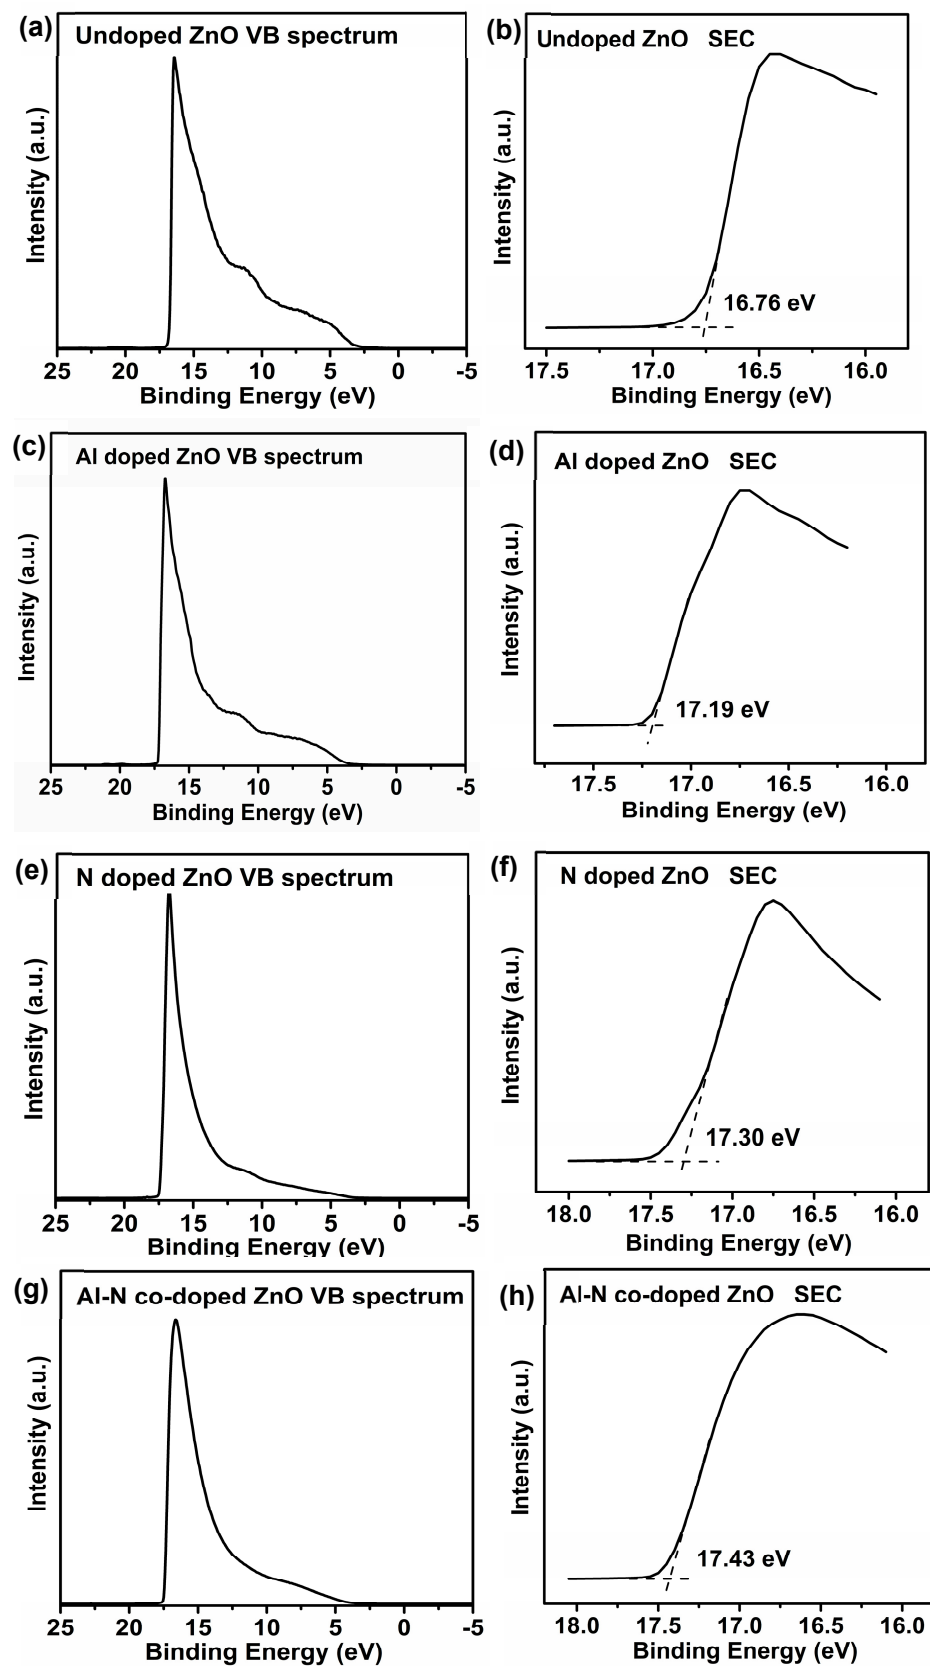 (a)
Undoped ZnO VB spectrum
Intensity (a.u.)
25 20 15 10 5 0 -5
Binding Energy (eV)
(b)
Undoped ZnO SEC
Intensity (a.u.)
16.76 eV
17.5 17.0 16.5 16.0
Binding Energy (eV)
(c)
Al doped ZnO VB spectrum
Intensity (a.u.)
25 20 15 10 5 0 -5
Binding Energy (eV)
(d)
Al doped ZnO SEC
Intensity (a.u.)
17.19 eV
17.5 17.0 16.5 16.0
Binding Energy (eV)
(e)
N doped ZnO VB spectrum
Intensity (a.u.)
25 20 15 10 5 0 -5
Binding Energy (eV)
(f)
N doped ZnO SEC
Intensity (a.u.)
17.30 eV
18.0 17.5 17.0 16.5 16.0
Binding Energy (eV)
(g)
Al-N co-doped ZnO VB spectrum
Intensity (a.u.)
25 20 15 10 5 0 -5
Binding Energy (eV)
(h)
Al-N co-doped ZnO SEC
Intensity (a.u.)
17.43 eV
18.0 17.5 17.0 16.5 16.0
Binding Energy (eV)